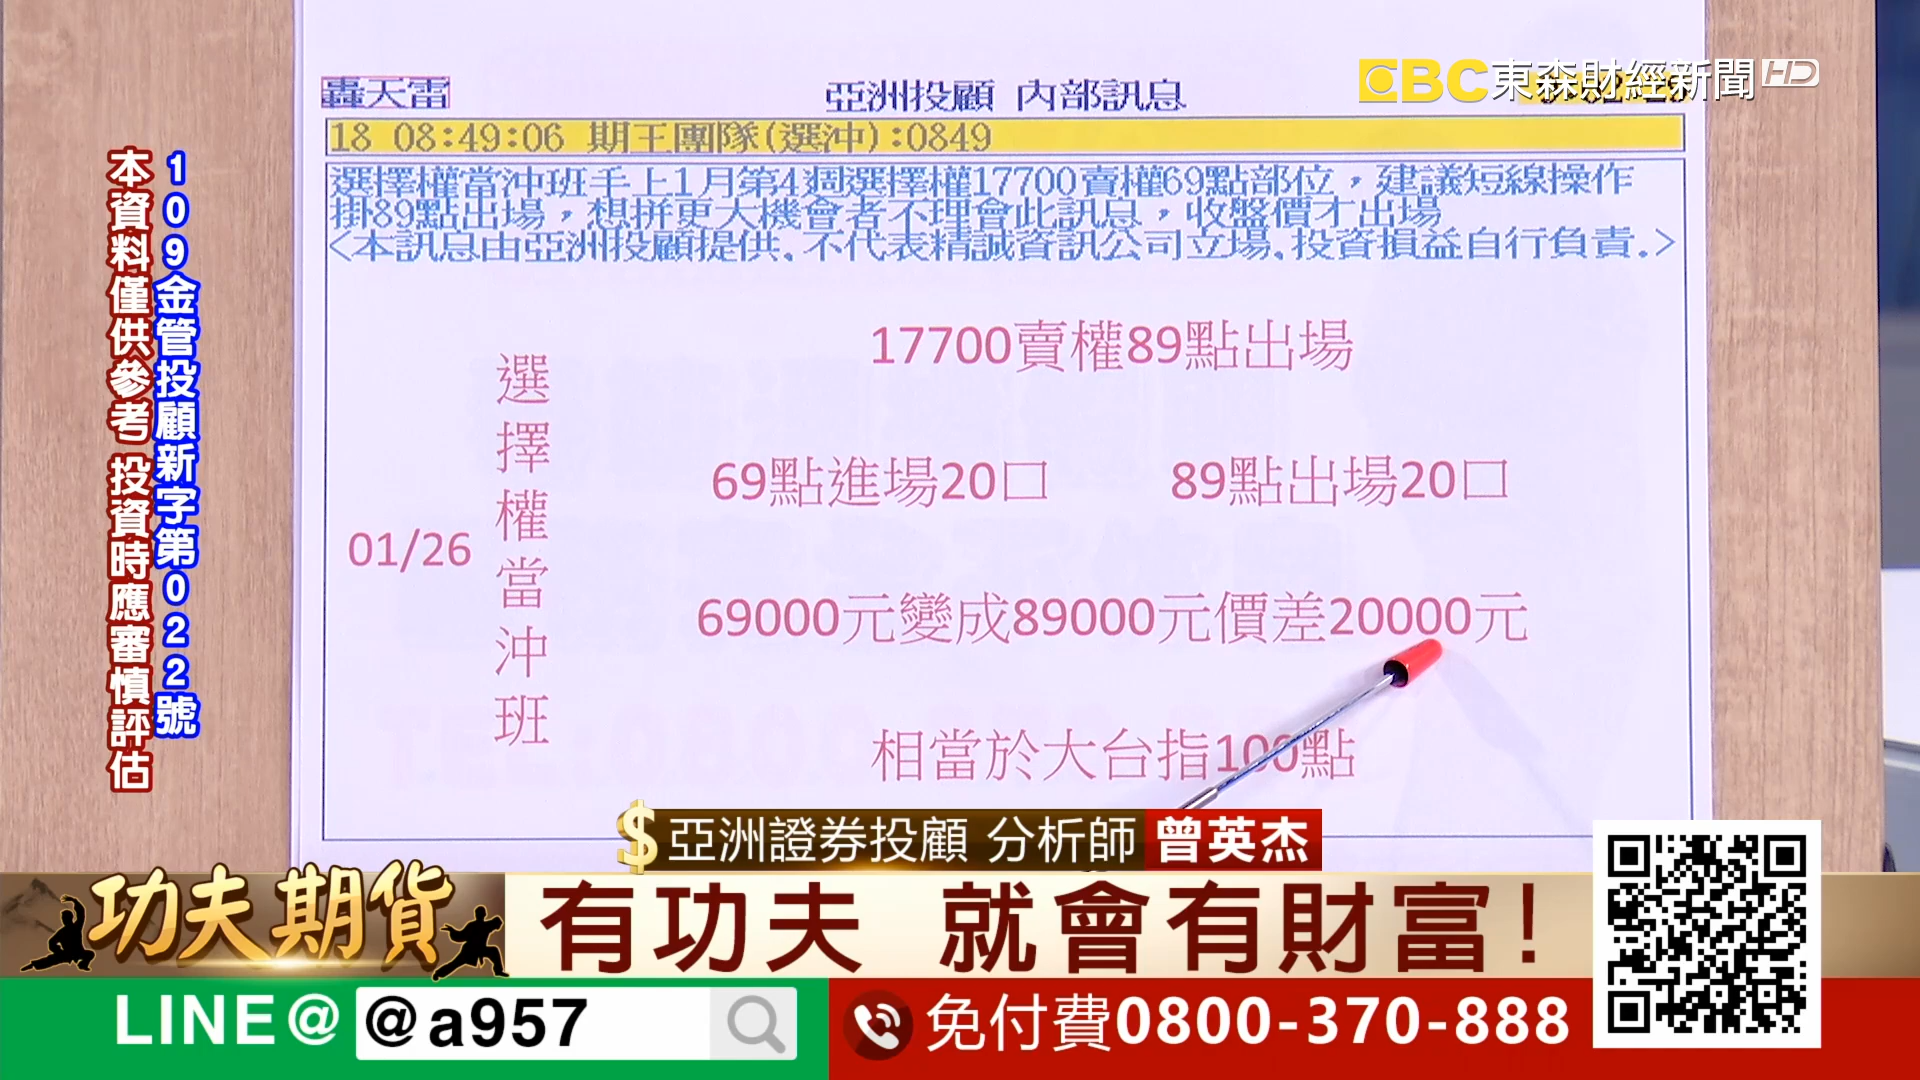 EBC 東森財經新聞 HD
轟天雷
亞洲投顧 內部訊息
18 08:49:06 期王團隊(選沖):0849
選擇權當沖班手上1月第4週選擇權17700賣權69點部位，建議短線操作
掛89點出場，想拼更大機會者不理會此訊息，收盤價才出場
<本訊息由亞洲投顧提供.不代表精誠資訊公司立場.投資損益自行負責.>
109金管投顧新字第022號
本資料僅供參考 投資時應審慎評估
01/26
選擇權當沖班
17700賣權89點出場
69點進場20口 89點出場20口
69000元變成89000元價差20000元
相當於大台指100點
$亞洲證券投顧 分析師 曾英杰
功夫期貨
有功夫 就會有財富!
LINE@ @a957
免付費0800-370-888